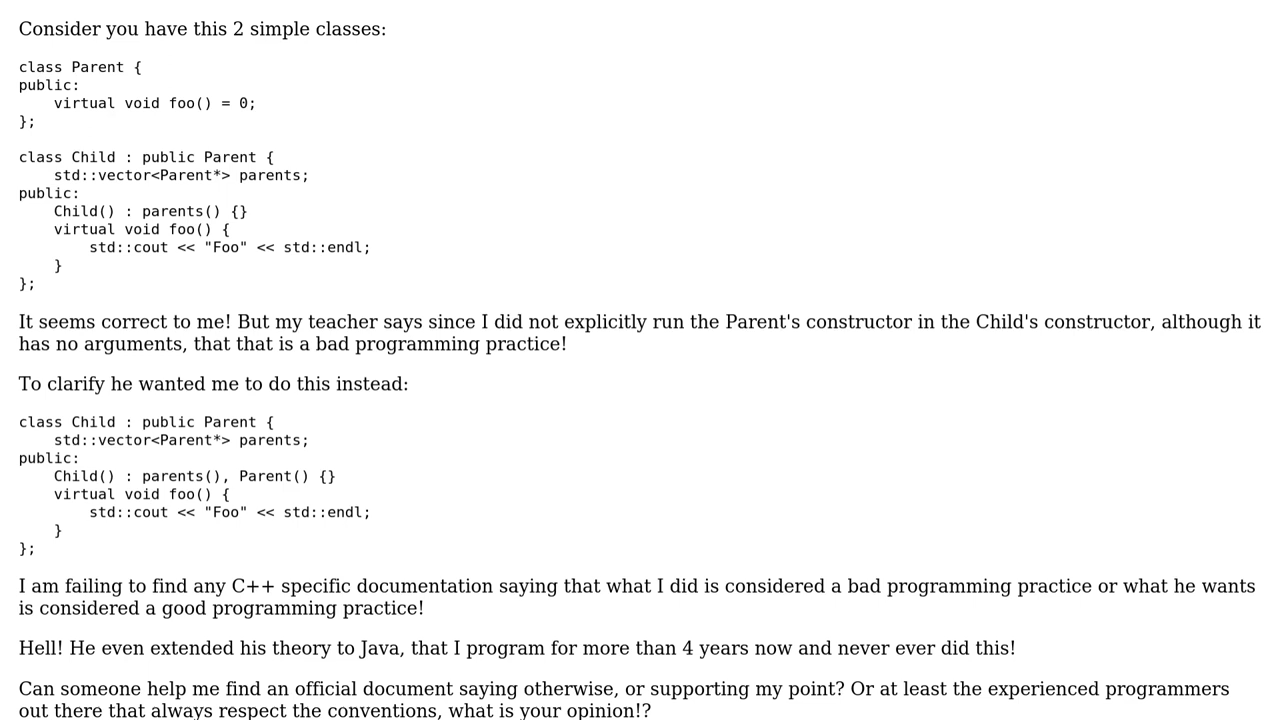 Consider you have this 2 simple classes:
class Parent {
public:
    virtual void foo() = 0;
};
class Child : public Parent {
    std::vector<Parent*> parents;
public:
    Child() : parents() {}
    virtual void foo() {
        std::cout << "Foo" << std::endl;
    }
};
It seems correct to me! But my teacher says since I did not explicitly run the Parent's constructor in the Child's constructor, although it
has no arguments, that that is a bad programming practice!
To clarify he wanted me to do this instead:
class Child : public Parent {
    std::vector<Parent*> parents;
public:
    Child() : parents(), Parent() {}
    virtual void foo() {
        std::cout << "Foo" << std::endl;
    }
};
I am failing to find any C++ specific documentation saying that what I did is considered a bad programming practice or what he wants
is considered a good programming practice!
Hell! He even extended his theory to Java, that I program for more than 4 years now and never ever did this!
Can someone help me find an official document saying otherwise, or supporting my point? Or at least the experienced programmers
out there that always respect the conventions, what is your opinion!?